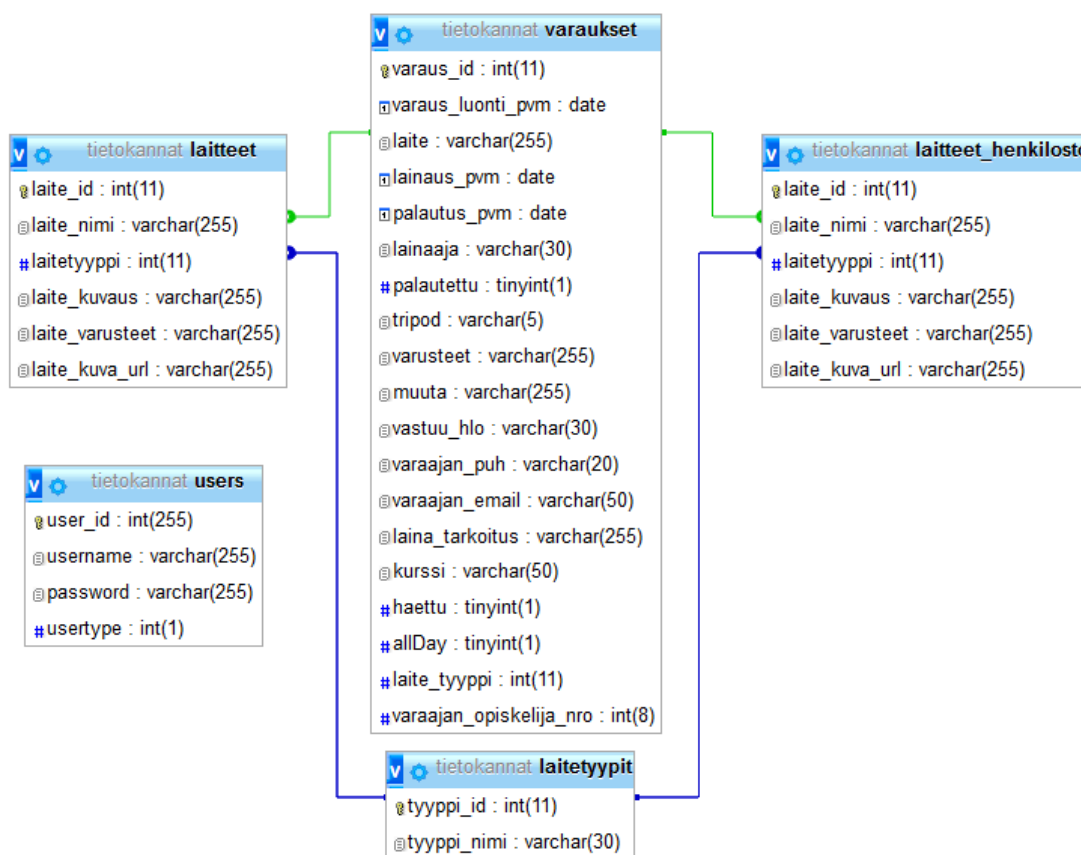 tietokannat varaukset
varaus_id : int(11)
varaus_luonti_pvm : date
laite : varchar(255)
lainaus_pvm : date
palautus_pvm : date
lainaaja : varchar(30)
palautettu : tinyint(1)
tripod : varchar(5)
varusteet : varchar(255)
muuta : varchar(255)
vastuu_hlo : varchar(30)
varaajan_puh : varchar(20)
varaajan_email : varchar(50)
laina_tarkoitus : varchar(255)
kurssi : varchar(50)
haettu : tinyint(1)
allDay : tinyint(1)
laite_tyyppi : int(11)
varaajan_opiskelija_nro : int(8)
tietokannat laitteet
laite_id : int(11)
laite_nimi : varchar(255)
laitetyyppi : int(11)
laite_kuvaus : varchar(255)
laite_varusteet : varchar(255)
laite_kuva_url : varchar(255)
tietokannat laitteet_henkilosto
laite_id : int(11)
laite_nimi : varchar(255)
laitetyyppi : int(11)
laite_kuvaus : varchar(255)
laite_varusteet : varchar(255)
laite_kuva_url : varchar(255)
tietokannat users
user_id : int(255)
username : varchar(255)
password : varchar(255)
usertype : int(1)
tietokannat laitetyypit
tyyppi_id : int(11)
tyyppi_nimi : varchar(30)